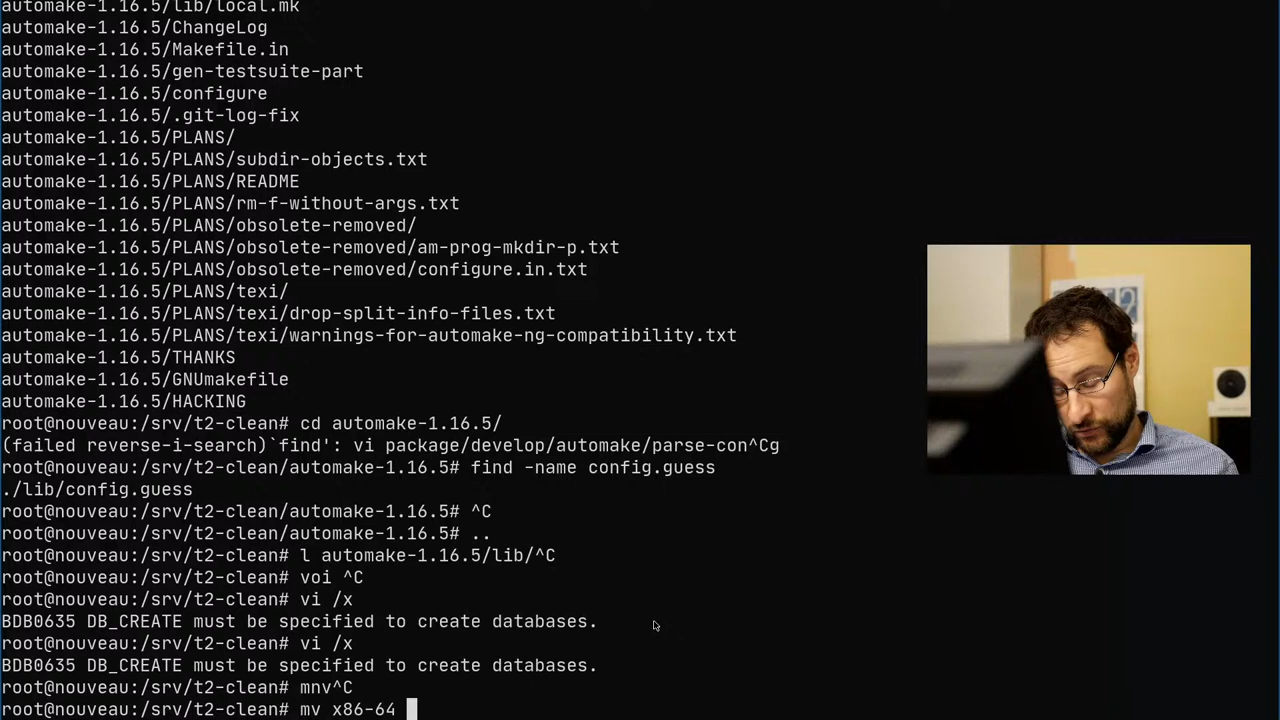 automake-1.16.5/lib/local.mk
automake-1.16.5/ChangeLog
automake-1.16.5/Makefile.in
automake-1.16.5/gen-testsuite-part
automake-1.16.5/configure
automake-1.16.5/.git-log-fix
automake-1.16.5/PLANS/
automake-1.16.5/PLANS/subdir-objects.txt
automake-1.16.5/PLANS/README
automake-1.16.5/PLANS/rm-f-without-args.txt
automake-1.16.5/PLANS/obsolete-removed/
automake-1.16.5/PLANS/obsolete-removed/am-prog-mkdir-p.txt
automake-1.16.5/PLANS/obsolete-removed/configure.in.txt
automake-1.16.5/PLANS/texi/
automake-1.16.5/PLANS/texi/drop-split-info-files.txt
automake-1.16.5/PLANS/texi/warnings-for-automake-ng-compatibility.txt
automake-1.16.5/THANKS
automake-1.16.5/GNUmakefile
automake-1.16.5/HACKING
root@nouveau:/srv/t2-clean# cd automake-1.16.5/
(failed reverse-i-search)`find': vi package/develop/automake/parse-con^Cg
root@nouveau:/srv/t2-clean/automake-1.16.5# find -name config.guess
./lib/config.guess
root@nouveau:/srv/t2-clean/automake-1.16.5# ^C
root@nouveau:/srv/t2-clean/automake-1.16.5# ..
root@nouveau:/srv/t2-clean# l automake-1.16.5/lib/^C
root@nouveau:/srv/t2-clean# voi ^C
root@nouveau:/srv/t2-clean# vi /x
BDB0635 DB_CREATE must be specified to create databases.
root@nouveau:/srv/t2-clean# vi /x
BDB0635 DB_CREATE must be specified to create databases.
root@nouveau:/srv/t2-clean# mnv^C
root@nouveau:/srv/t2-clean# mv x86-64